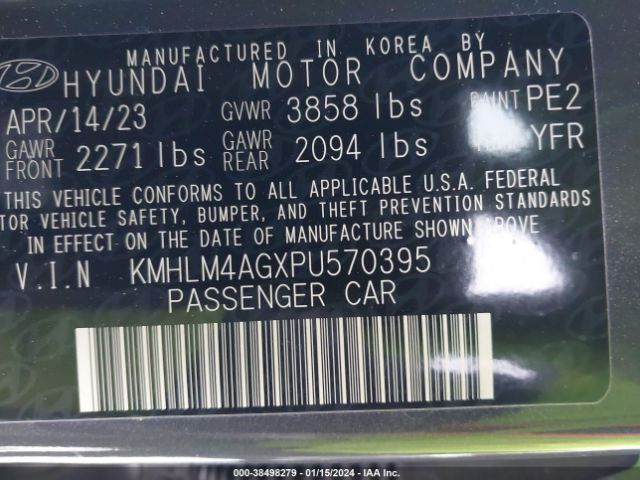 MANUFACTURED IN KOREA BY
HYUNDAI MOTOR COMPANY
APR/14/23 GVWR 3858 lbs PAINT PE2
GAWR FRONT 2271 lbs GAWR REAR 2094 lbs YFR
THIS VEHICLE CONFORMS TO ALL APPLICABLE U.S.A. FEDERAL
TOR VEHICLE SAFETY, BUMPER, AND THEFT PREVENTION STANDARDS
IN EFFECT ON THE DATE OF MANUFACTURE SHOWN ABOVE
V.I.N KMHLM4AGXPU570395
PASSENGER CAR
000-38498279 - 01/15/2024 - IAA Inc.